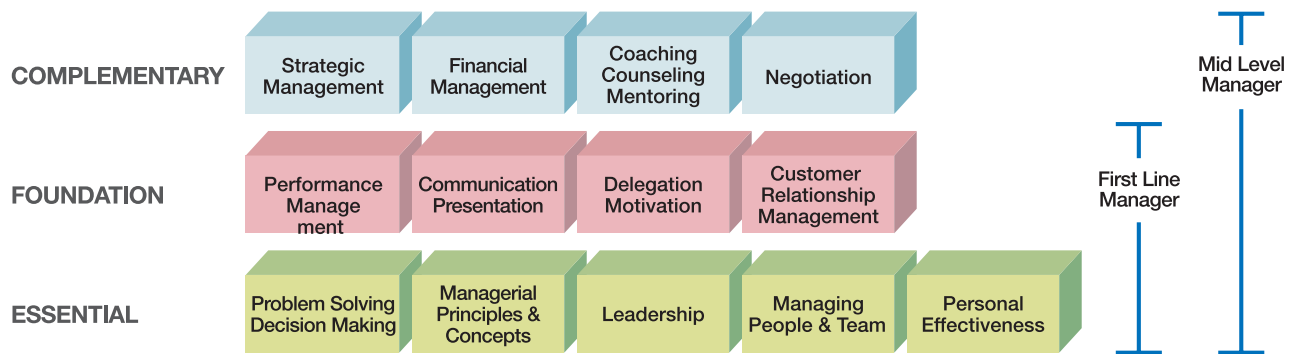 COMPLEMENTARY
Strategic
Management
Financial
Management
Coaching
Counseling
Mentoring
Negotiation
Mid Level
Manager
FOUNDATION
Performance
Manage
ment
Communication
Presentation
Delegation
Motivation
Customer
Relationship
Management
First Line
Manager
ESSENTIAL
Problem Solving
Decision Making
Managerial
Principles &
Concepts
Leadership
Managing
People & Team
Personal
Effectiveness